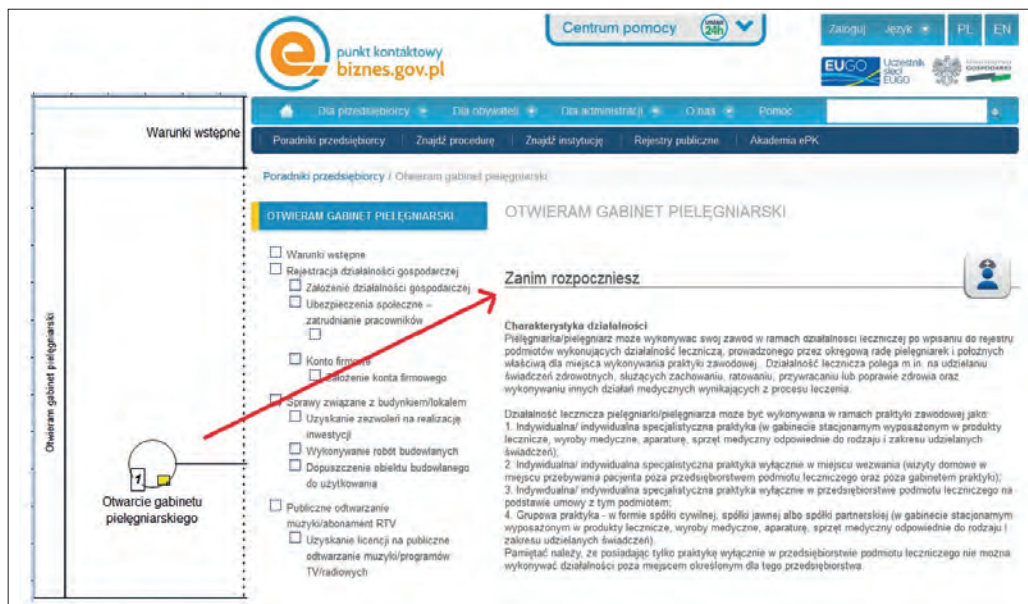 Centrum pomocy
24h
Zaloguj Język PL EN
punkt kontaktowy
biznes.gov.pl
EUGO
Uczestnik
sieci
EUGO
MINISTERSTWO
GOSPODARKI
Dla przedsiębiorcy Dla obywateli Dla administracji O nas Pomoc
Poradniki przedsiębiorcy Znajdź procedurę Znajdź instytucję Rejestry publiczne Akademia ePK
Warunki wstępne
Otwieram gabinet pielęgniarski
1
Otwarcie gabinetu
pielęgniarskiego
Poradniki przedsiębiorcy / Otwieram gabinet pielęgniarski
OTWIERAM GABINET PIELĘGNIARSKI
Warunki wstępne
Rejestracja działalności gospodarczej
Założenie działalności gospodarczej
Ubezpieczenia społeczne –
zatrudnianie pracowników
Konto firmowe
Założenie konta firmowego
Sprawy związane z budynkiem/lokalem
Uzyskanie zezwoleń na realizację
inwestycji
Wykonywanie robót budowlanych
Dopuszczenie obiektu budowlanego
do użytkowania
Publiczne odtwarzanie
muzyki/abonament RTV
Uzyskanie licencji na publiczne
odtwarzanie muzyki/programów
TV/radiowych
OTWIERAM GABINET PIELĘGNIARSKI
Zanim rozpoczniesz
Charakterystyka działalności
Pielęgniarka/pielęgniarz może wykonywać swój zawód w ramach działalności leczniczej po wpisaniu do rejestru
podmiotów wykonujących działalność leczniczą, prowadzonego przez okręgową radę pielęgniarek i położnych
właściwą dla miejsca wykonywania praktyki zawodowej. Działalność lecznicza polega m.in. na udzielaniu
świadczeń zdrowotnych, służących zachowaniu, ratowaniu, przywracaniu lub poprawie zdrowia oraz
wykonywaniu innych działań medycznych wynikających z procesu leczenia.
Działalność lecznicza pielęgniarki/pielęgniarza może być wykonywana w ramach praktyki zawodowej jako:
1. Indywidualna/ indywidualna specjalistyczna praktyka (w gabinecie stacjonarnym wyposażonym w produkty
lecznicze, wyroby medyczne, aparaturę, sprzęt medyczny odpowiednie do rodzaju i zakresu udzielanych
świadczeń);
2. Indywidualna/ indywidualna specjalistyczna praktyka wyłącznie w miejscu wezwania (wizyty domowe w
miejscu przebywania pacjenta poza przedsiębiorstwem podmiotu leczniczego oraz poza gabinetem praktyki);
3. Indywidualna/ indywidualna specjalistyczna praktyka wyłącznie w przedsiębiorstwie podmiotu leczniczego na
podstawie umowy z tym podmiotem;
4. Grupowa praktyka - w formie spółki cywilnej, spółki jawnej albo spółki partnerskiej (w gabinecie stacjonarnym
wyposażonym w produkty lecznicze, wyroby medyczne, aparaturę, sprzęt medyczny odpowiednie do rodzaju i
zakresu udzielanych świadczeń).
Pamiętać należy, że posiadając tylko praktykę wyłącznie w przedsiębiorstwie podmiotu leczniczego nie można
wykonywać działalności poza miejscem określonym dla tego przedsiębiorstwa.